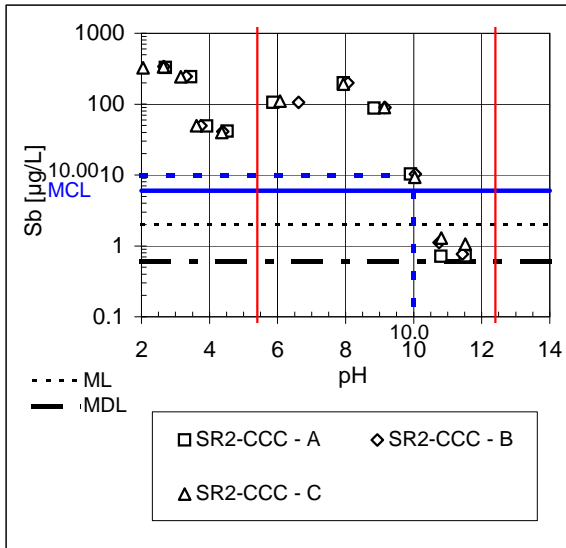 1000
100
10.00
10
MCL
1
0.1
Sb [µg/L]
10.0
2 4 6 8 10 12 14
pH
ML
MDL
SR2-CCC - A
SR2-CCC - B
SR2-CCC - C